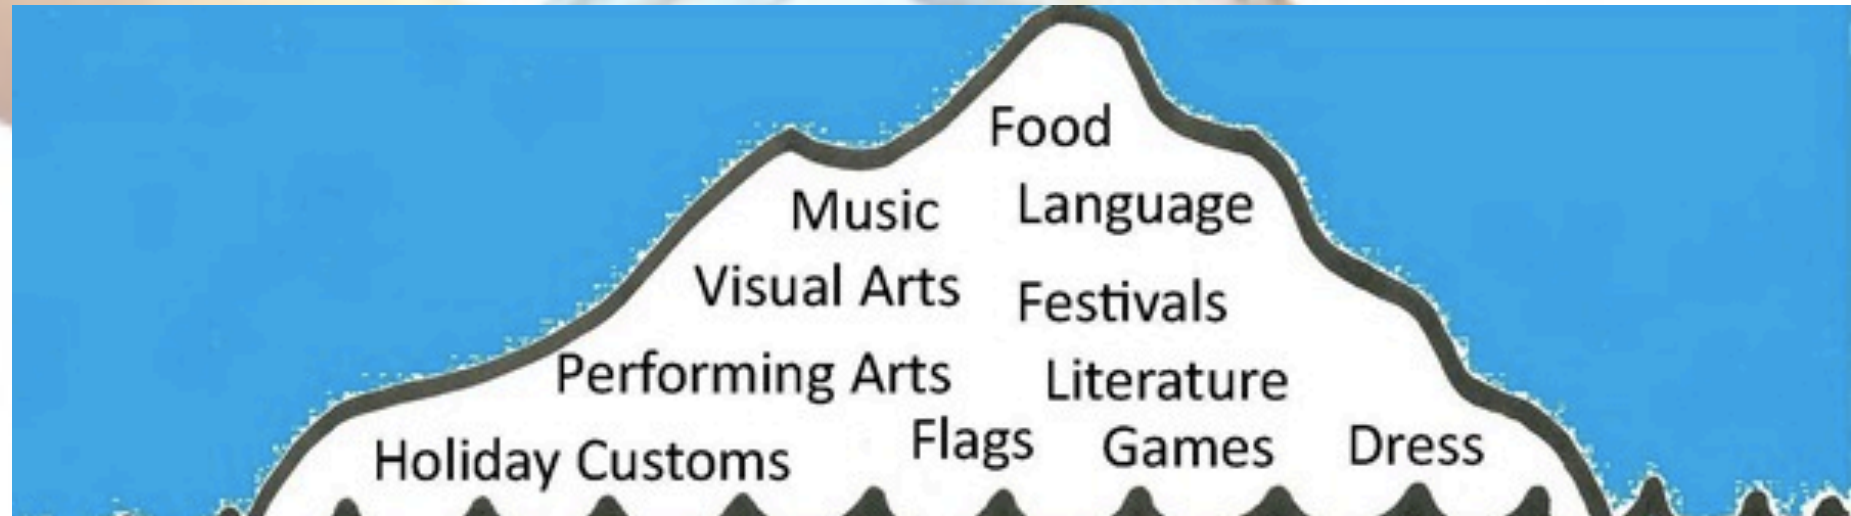 Food
Music Language
Visual Arts Festivals
Performing Arts Literature
Holiday Customs Flags Games Dress